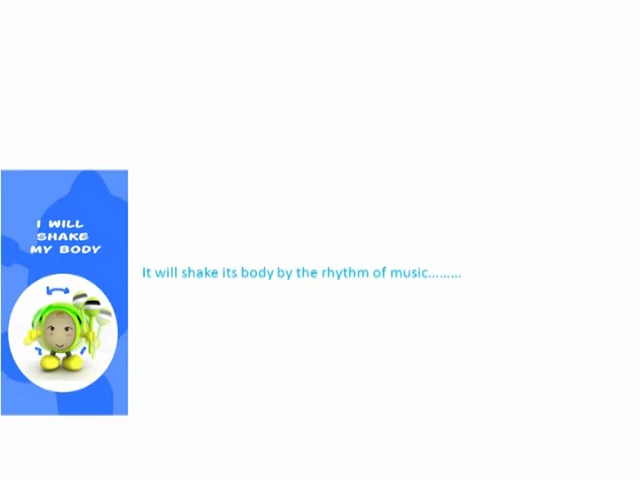 I WILL
SHAKE
MY BODY
It will shake its body by the rhythm of music.........